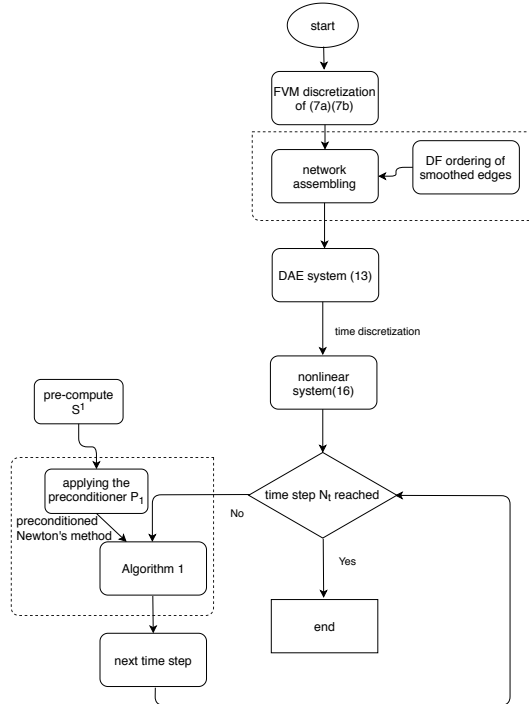 start
FVM discretization
of (7a)(7b)
network
assembling
DF ordering of
smoothed edges
DAE system (13)
time discretization
nonlinear
system(16)
pre-compute
S¹
applying the
preconditioner P₁
time step Nₜ reached
No
preconditioned
Newton's method
Algorithm 1
Yes
end
next time step